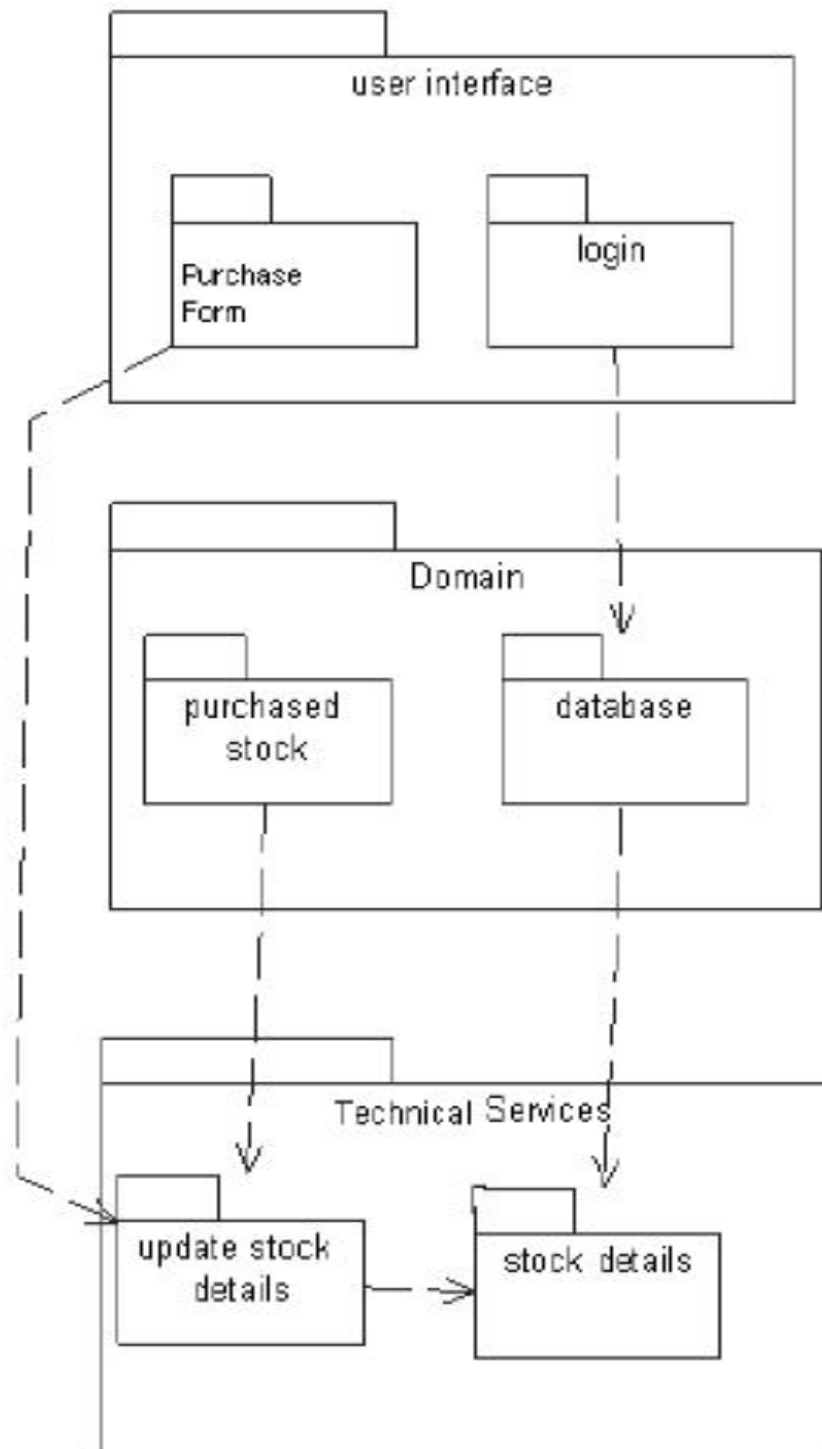 user interface
Purchase
Form
login
Domain
purchased
stock
database
Technical Services
update stock
details
stock details